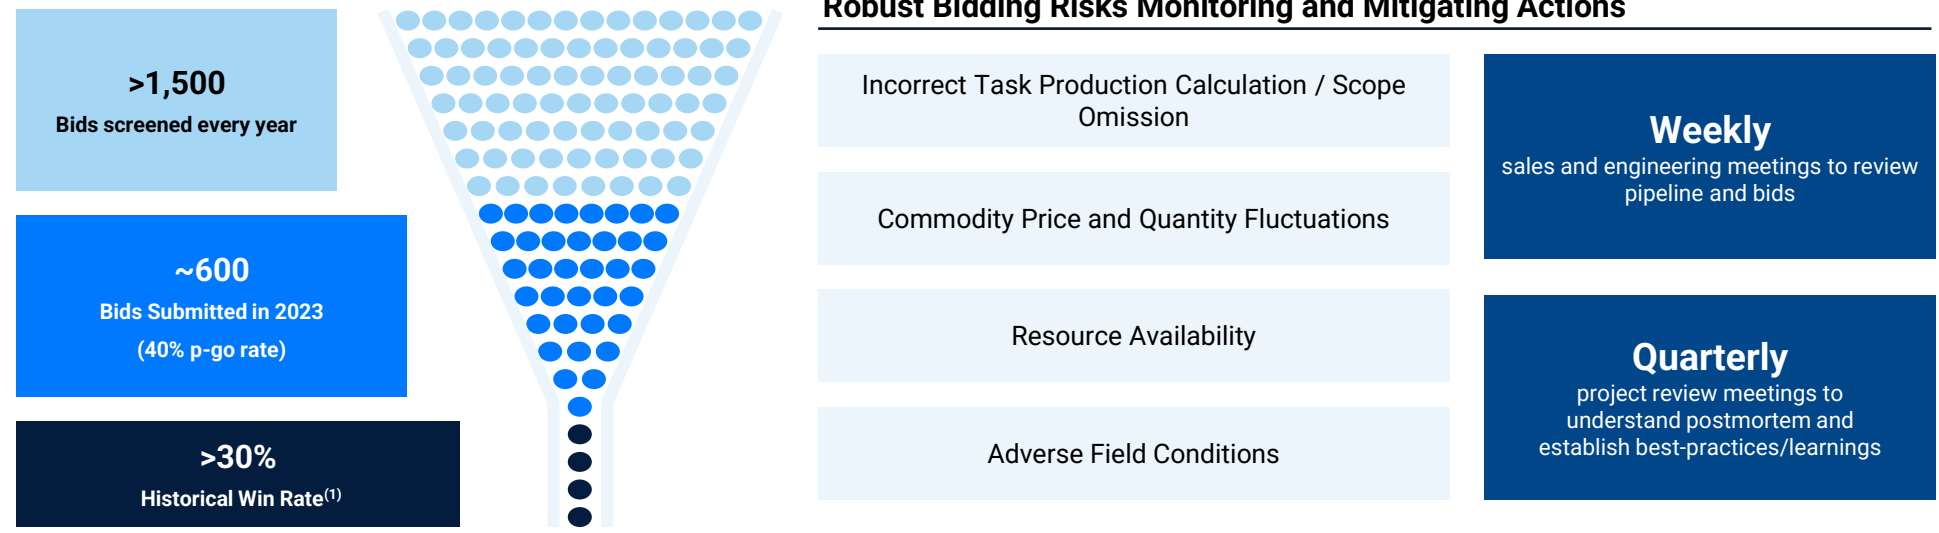 Robust Bidding Risks Monitoring and Mitigating Actions
>1,500
Bids screened every year
~600
Bids Submitted in 2023
(40% p-go rate)
>30%
Historical Win Rate(1)
Incorrect Task Production Calculation / Scope
Omission
Commodity Price and Quantity Fluctuations
Resource Availability
Adverse Field Conditions
Weekly
sales and engineering meetings to review
pipeline and bids
Quarterly
project review meetings to
understand postmortem and
establish best-practices/learnings